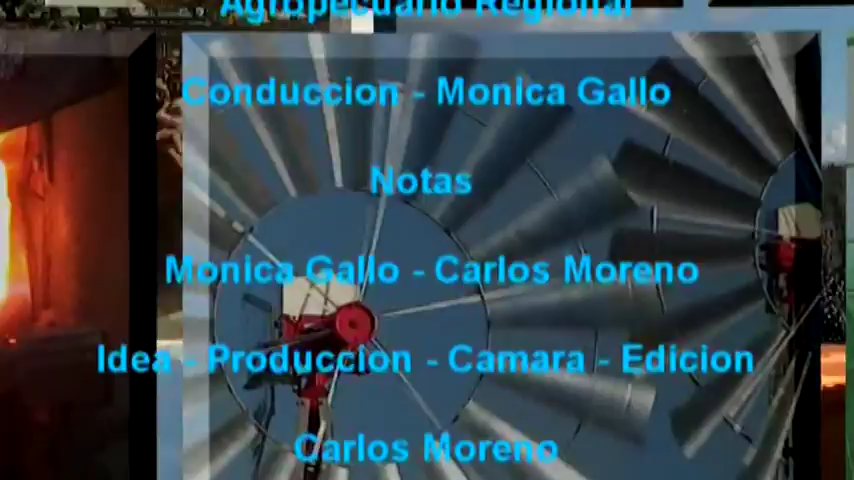 Agropecuario Regional
Conduccion - Monica Gallo
Notas
Monica Gallo - Carlos Moreno
Idea - Produccion - Camara - Edicion
Carlos Moreno